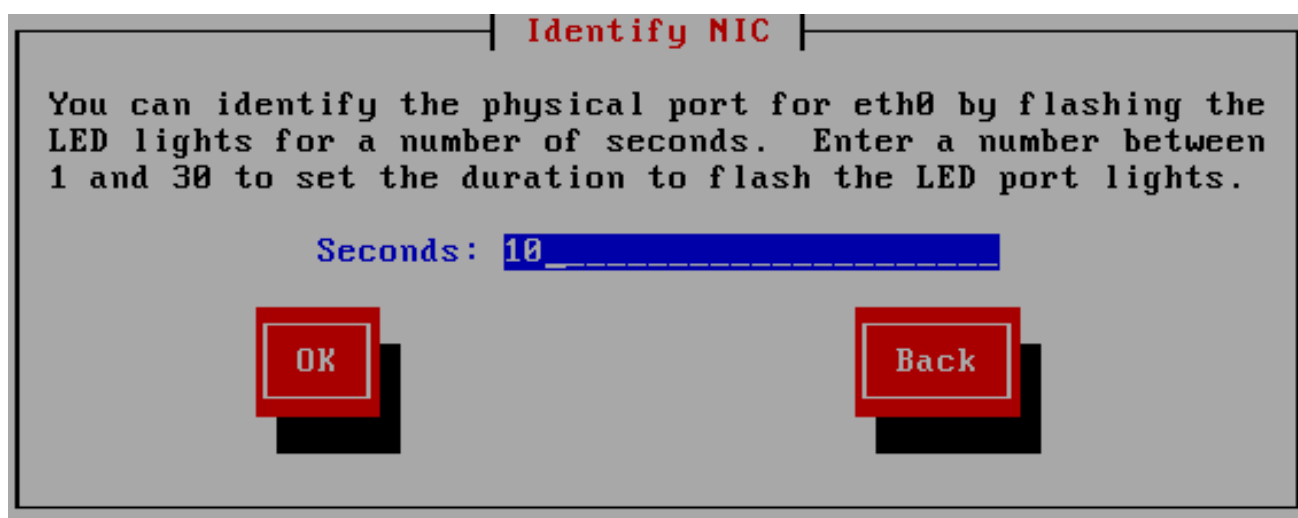 Identify NIC
You can identify the physical port for eth0 by flashing the
LED lights for a number of seconds.  Enter a number between
1 and 30 to set the duration to flash the LED port lights.
Seconds: 10_____________________
OK Back